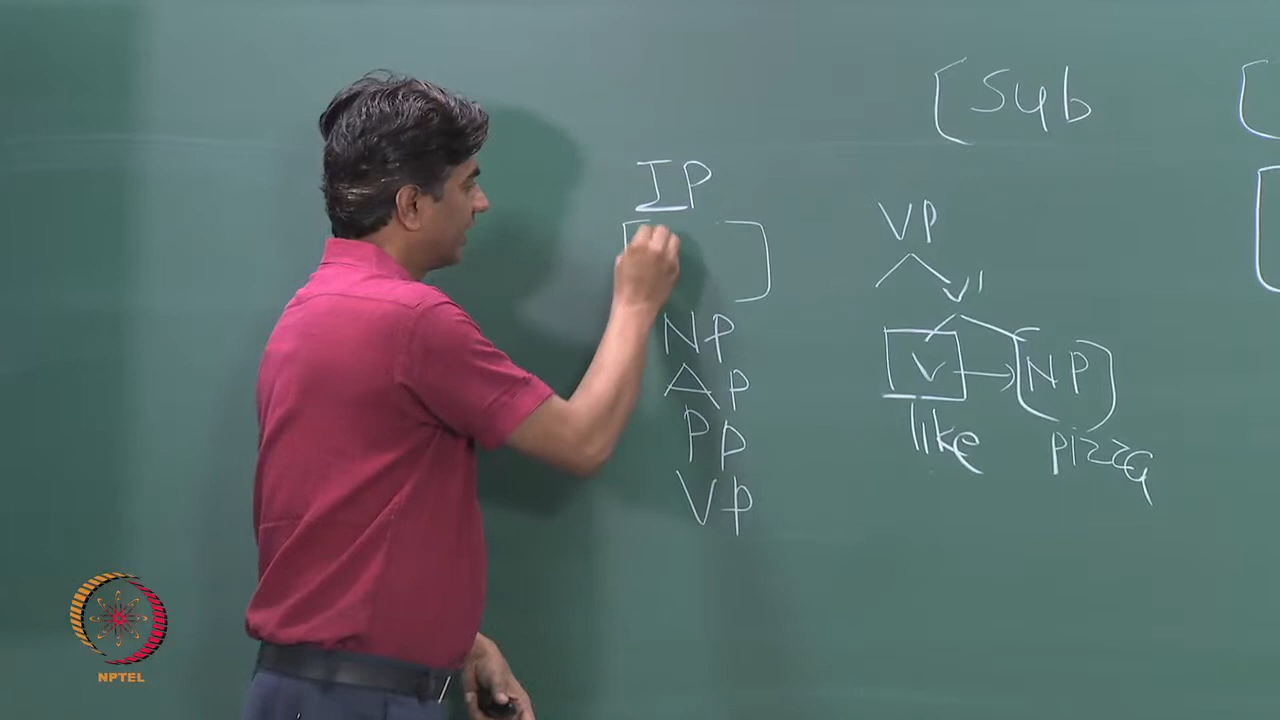 [ Sub [
IP
[ ]
NP
AP
PP
VP
VP
V'
V → [NP]
like pizza
NPTEL